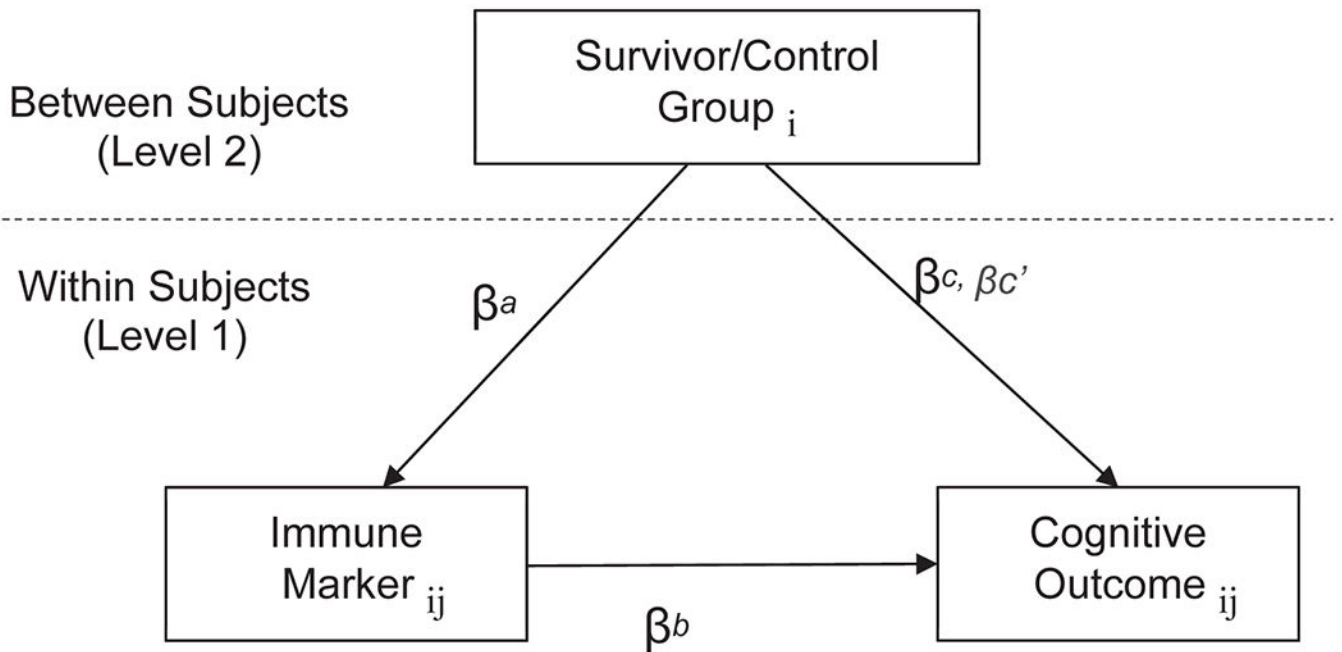 Survivor/Control
Group i
Between Subjects
(Level 2)
Within Subjects
(Level 1)
βa
βc, βc’
Immune
Marker ij
Cognitive
Outcome ij
βb